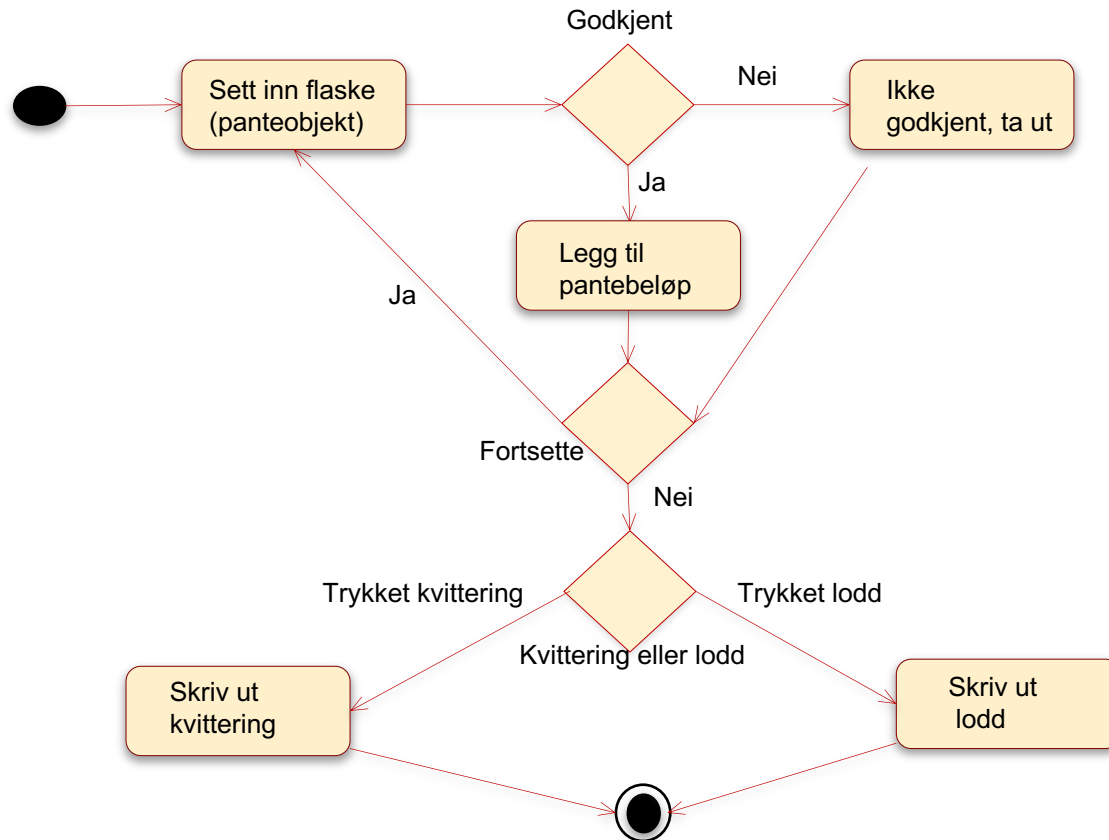 Godkjent
Sett inn flaske
(panteobjekt)
Nei
Ikke
godkjent, ta ut
Ja
Legg til
pantebeløp
Ja
Fortsette
Nei
Trykket kvittering
Trykket lodd
Kvittering eller lodd
Skriv ut
kvittering
Skriv ut
lodd